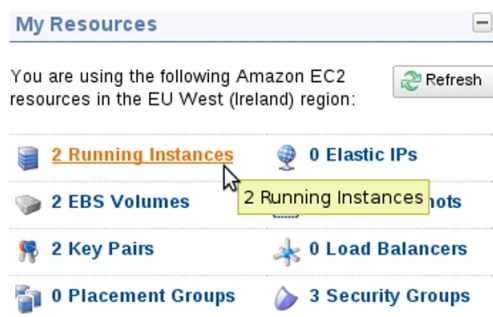 My Resources
You are using the following Amazon EC2
resources in the EU West (Ireland) region:
Refresh
2 Running Instances
0 Elastic IPs
2 EBS Volumes
2 Running Instances
2 Key Pairs
0 Load Balancers
0 Placement Groups
3 Security Groups